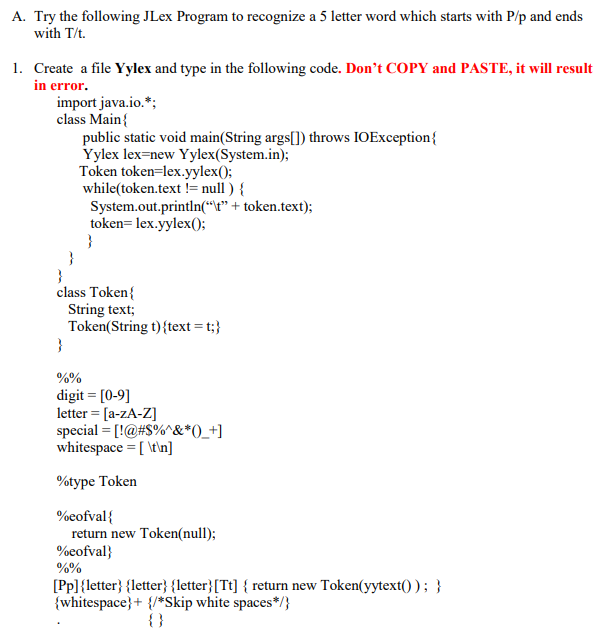 A. Try the following JLex Program to recognize a 5 letter word which starts with P/p and ends
with T/t.
1. Create a file Yylex and type in the following code. Don't COPY and PASTE, it will result
in error.
import java.io.*;
class Main{
public static void main(String args[]) throws IOException{
Yylex lex=new Yylex(System.in);
Token token=lex.yylex();
while(token.text != null ) {
System.out.println(“\t” + token.text);
token= lex.yylex();
}
}
}
class Token{
String text;
Token(String t){text = t;}
}
%%
digit = [0-9]
letter = [a-zA-Z]
special = [!@#$%^&*()_+]
whitespace = [ \t\n]
%type Token
%eofval{
return new Token(null);
%eofval}
%%
[Pp]{letter} {letter} {letter}[Tt] { return new Token(yytext() ) ; }
{whitespace}+ {/*Skip white spaces*/}
. { }